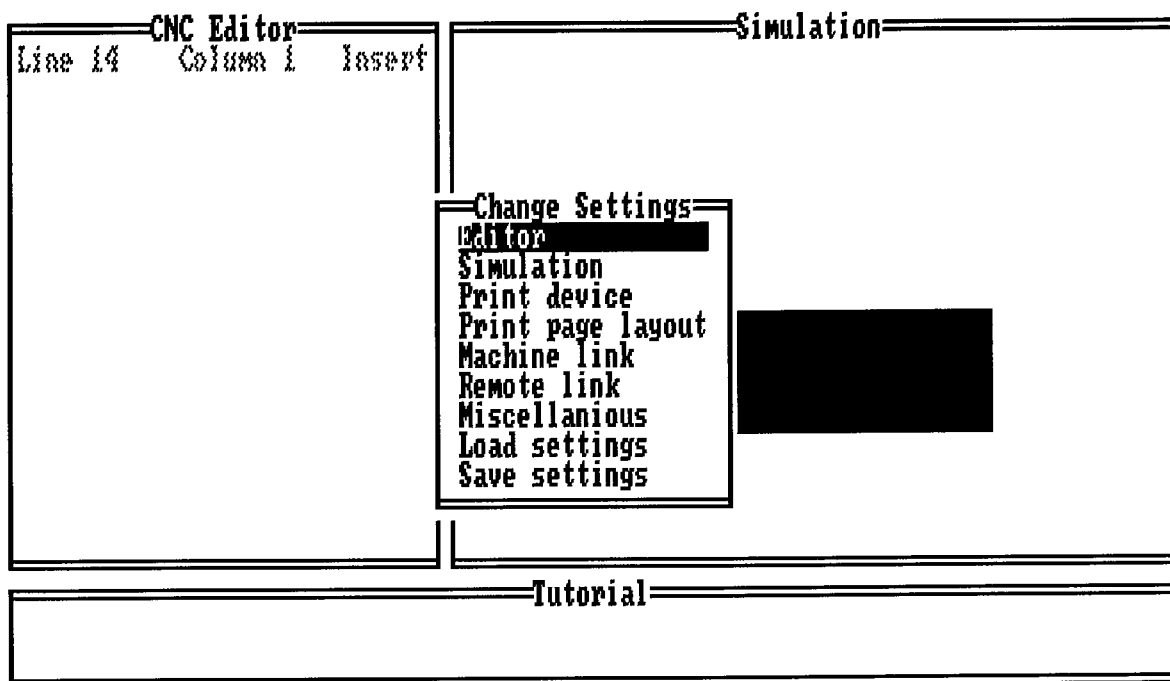 CNC Editor
Simulation
Line 14 Column 1 Insert
Change Settings
Editor
Simulation
Print device
Print page layout
Machine link
Remote link
Miscellanious
Load settings
Save settings
Tutorial